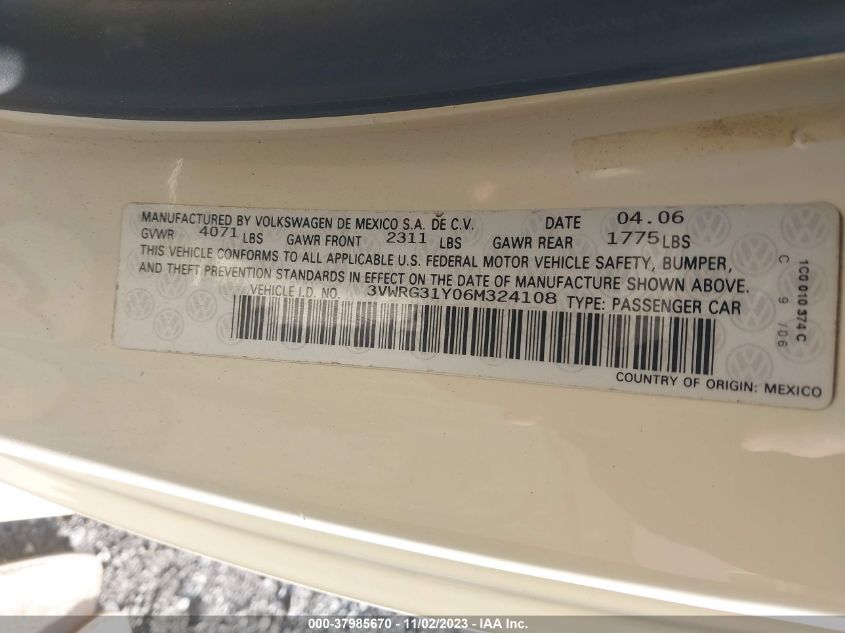 MANUFACTURED BY VOLKSWAGEN DE MEXICO S.A. DE C.V. DATE 04.06
GVWR 4071 LBS GAWR FRONT 2311 LBS GAWR REAR 1775 LBS
THIS VEHICLE CONFORMS TO ALL APPLICABLE U.S. FEDERAL MOTOR VEHICLE SAFETY, BUMPER,
AND THEFT PREVENTION STANDARDS IN EFFECT ON THE DATE OF MANUFACTURE SHOWN ABOVE.
VEHICLE I.D. NO. 3VWRG31Y06M324108 TYPE: PASSENGER CAR
COUNTRY OF ORIGIN: MEXICO
1C0 010 374 C
C 9 /06
000-37985670 - 11/02/2023 - IAA Inc.